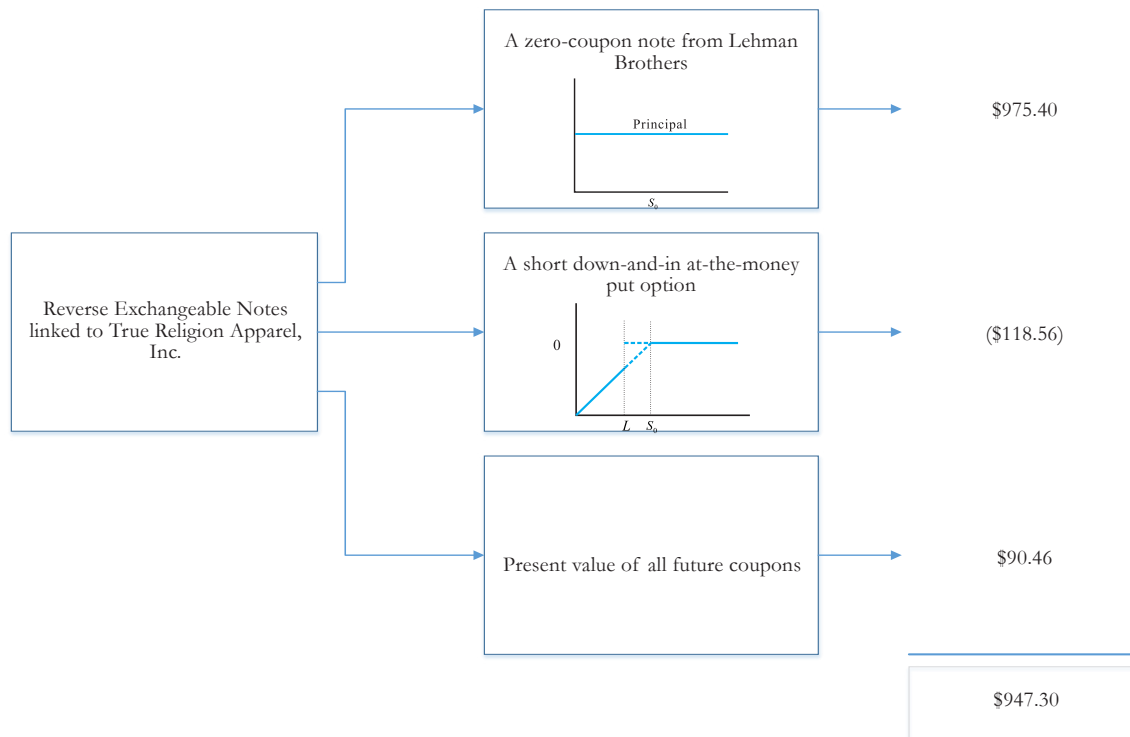 A zero-coupon note from Lehman
Brothers
Principal
S₀
$975.40
Reverse Exchangeable Notes
linked to True Religion Apparel,
Inc.
A short down-and-in at-the-money
put option
0
L S₀
($118.56)
Present value of all future coupons
$90.46
$947.30